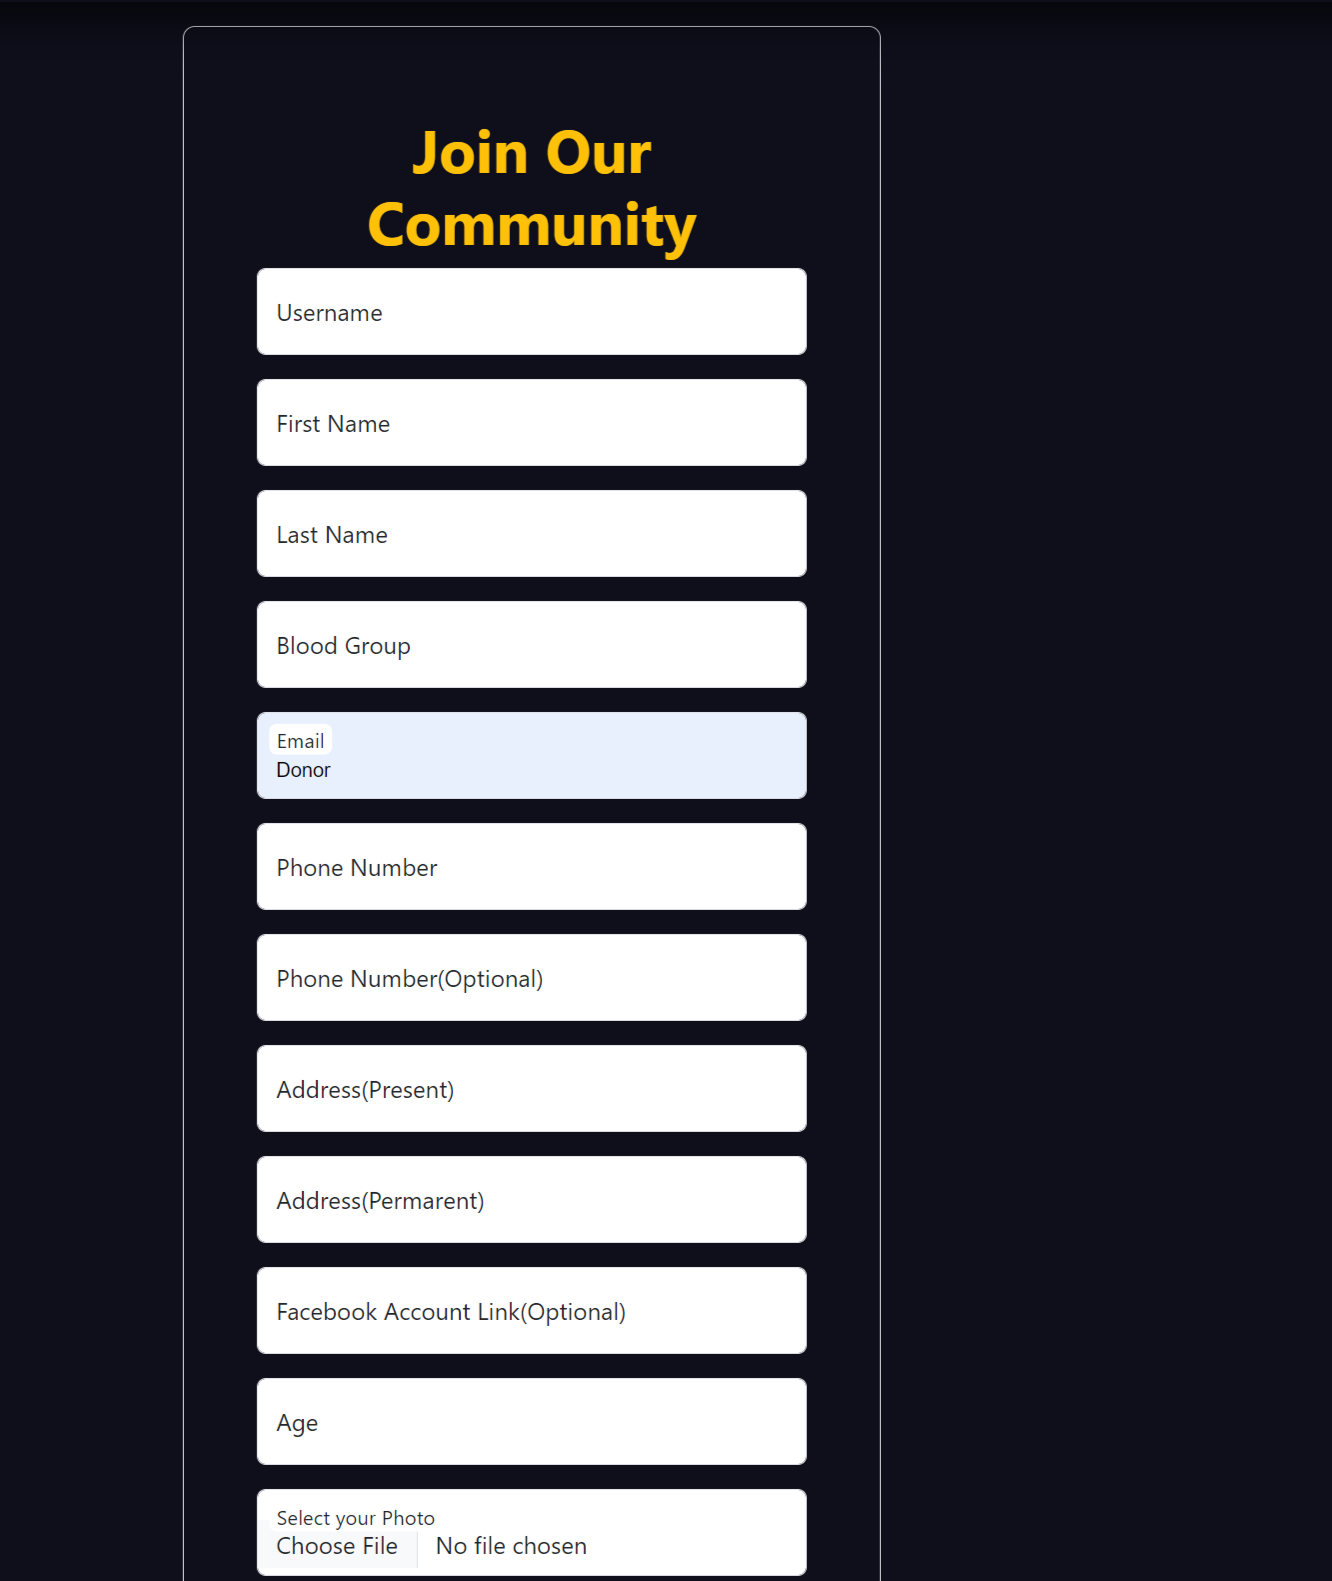 Join Our
Community
Username
First Name
Last Name
Blood Group
Email
Donor
Phone Number
Phone Number(Optional)
Address(Present)
Address(Permarent)
Facebook Account Link(Optional)
Age
Select your Photo
Choose File No file chosen